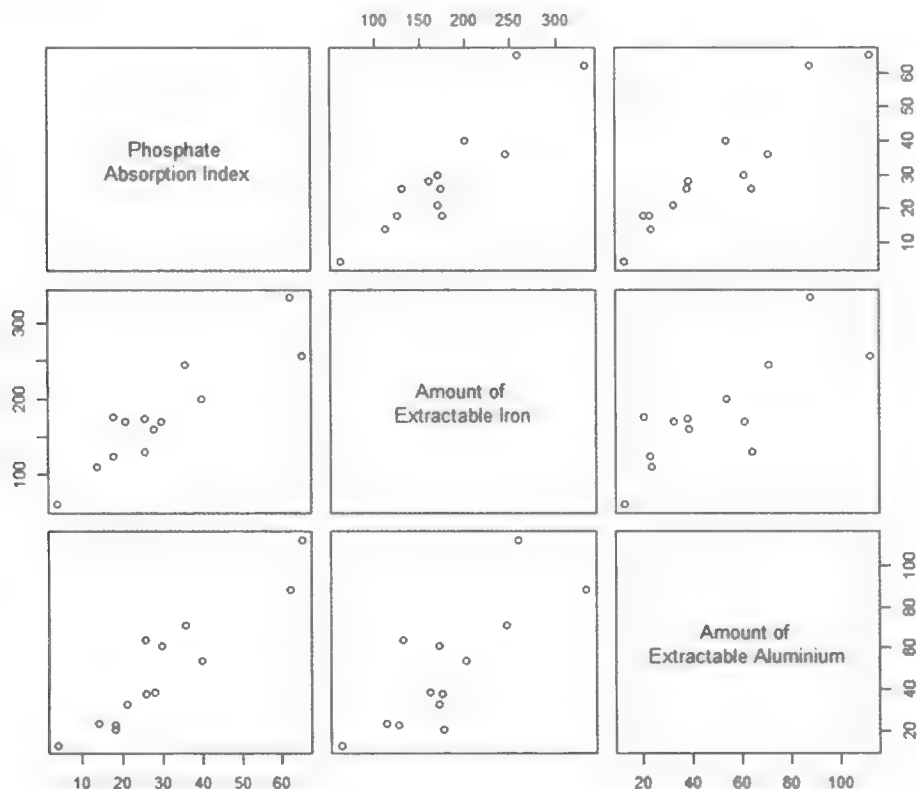 100 150 200 250 300
Phosphate
Absorption Index
10 20 30 40 50 60
100 200 300
Amount of
Extractable Iron
Amount of
Extractable Aluminium
20 40 60 80 100
10 20 30 40 50 60
20 40 60 80 100